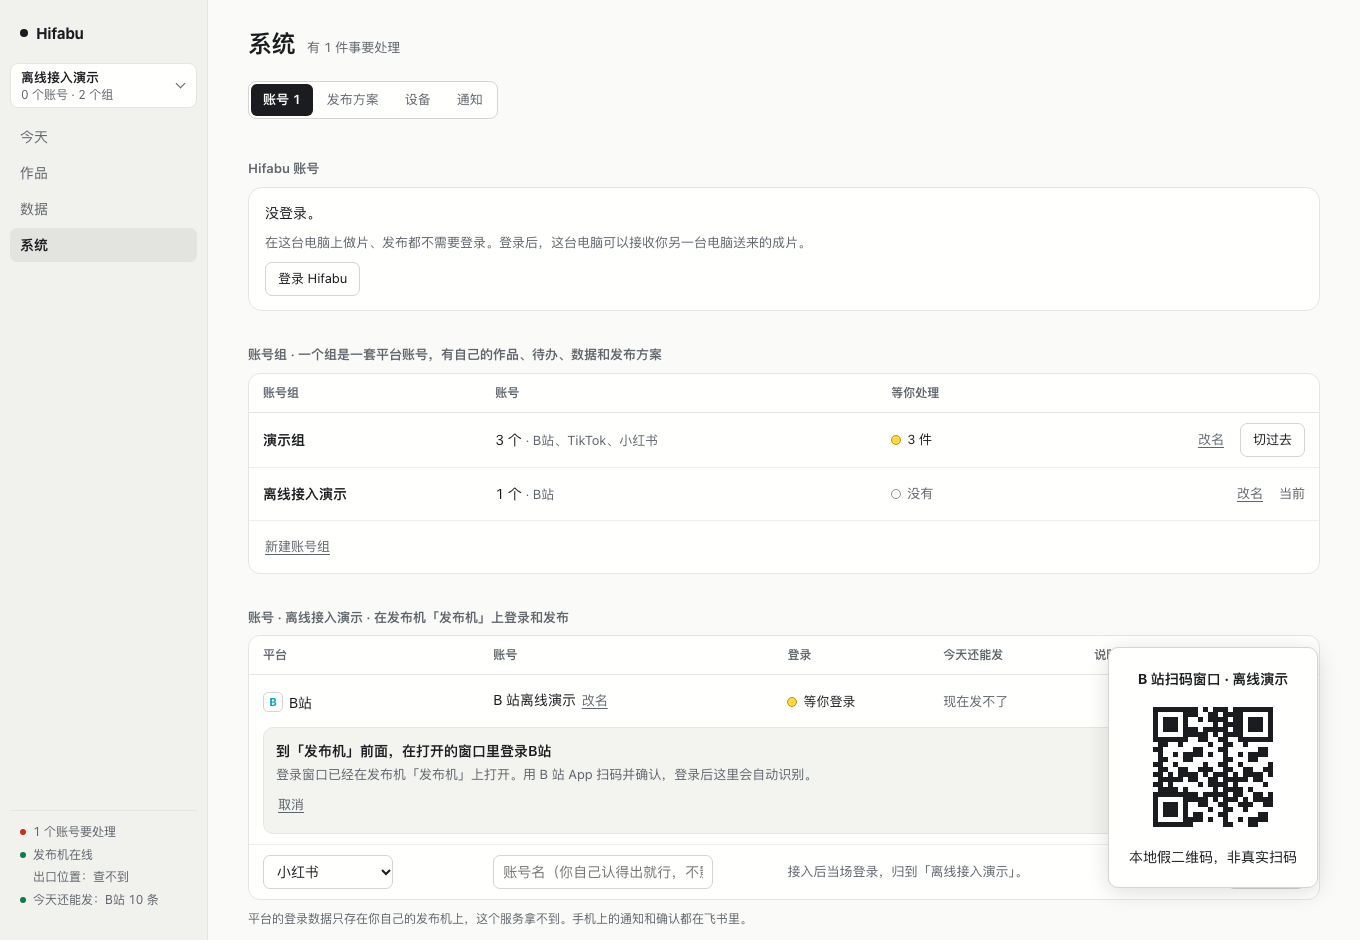 Hifabu
离线接入演示
0 个账号 · 2 个组
今天
作品
数据
系统
1 个账号要处理
发布机在线
出口位置：查不到
今天还能发：B站 10 条
系统 有 1 件事要处理
账号 1 发布方案 设备 通知
Hifabu 账号
没登录。
在这台电脑上做片、发布都不需要登录。登录后，这台电脑可以接收你另一台电脑送来的成片。
登录 Hifabu
账号组 · 一个组是一套平台账号，有自己的作品、待办、数据和发布方案
账号组 账号 等你处理
演示组 3 个 · B站、TikTok、小红书 3 件 改名 切过去
离线接入演示 1 个 · B站 没有 改名 当前
新建账号组
账号 · 离线接入演示 · 在发布机「发布机」上登录和发布
平台 账号 登录 今天还能发
B B站 B 站离线演示 改名 等你登录 现在发不了
到「发布机」前面，在打开的窗口里登录B站
登录窗口已经在发布机「发布机」上打开。用 B 站 App 扫码并确认，登录后这里会自动识别。
取消
小红书 账号名（你自己认得出就行，不 接入后当场登录，归到「离线接入演示」。
B 站扫码窗口 · 离线演示
本地假二维码，非真实扫码
平台的登录数据只存在你自己的发布机上，这个服务拿不到。手机上的通知和确认都在飞书里。